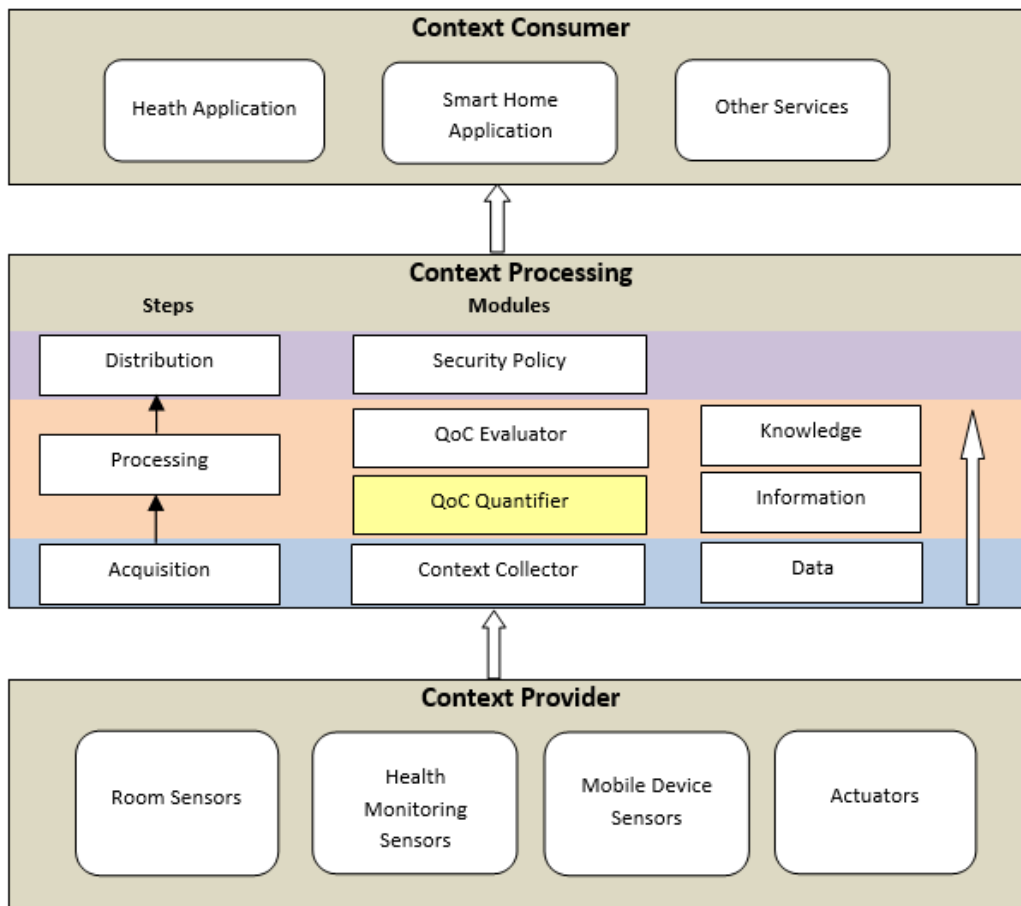 Context Consumer
Heath Application
Smart Home
Application
Other Services
Context Processing
Steps
Modules
Distribution
Security Policy
Processing
QoC Evaluator
Knowledge
QoC Quantifier
Information
Acquisition
Context Collector
Data
Context Provider
Room Sensors
Health
Monitoring
Sensors
Mobile Device
Sensors
Actuators